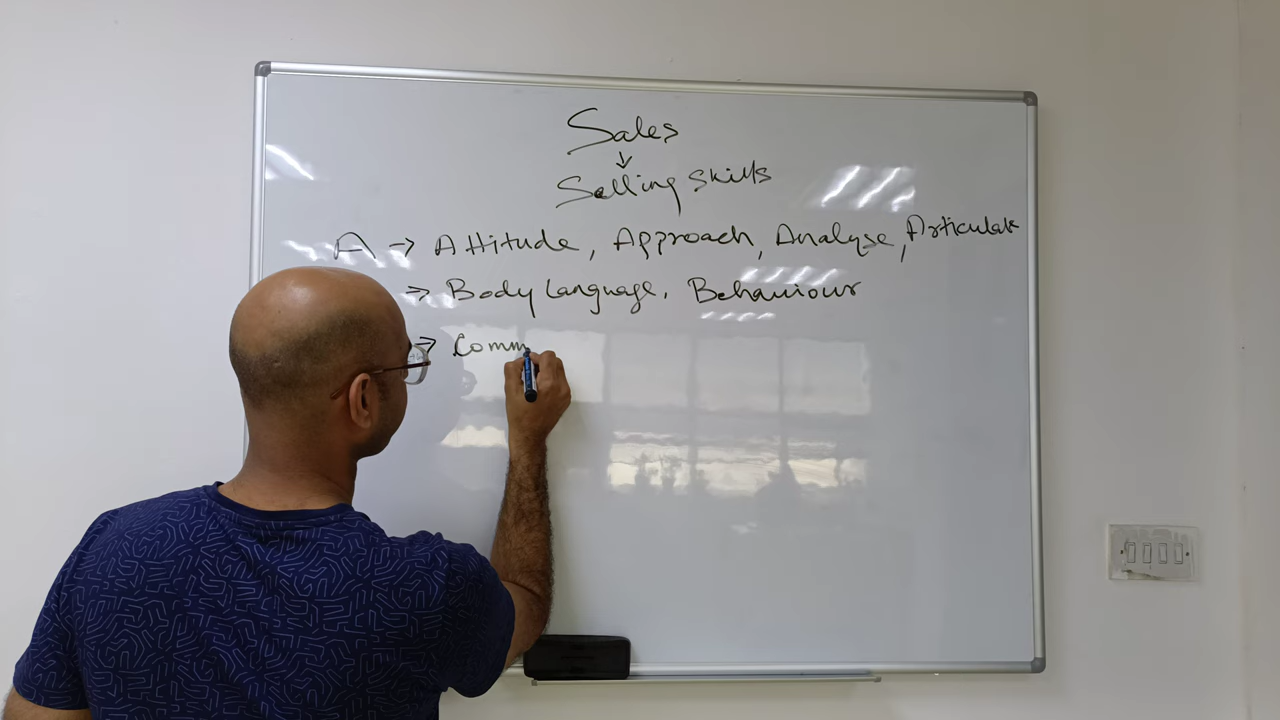 Sales
↓
Selling Skills
A → Attitude, Approach, Analyse, Articulate
→ Body Language, Behaviour
→ Comm